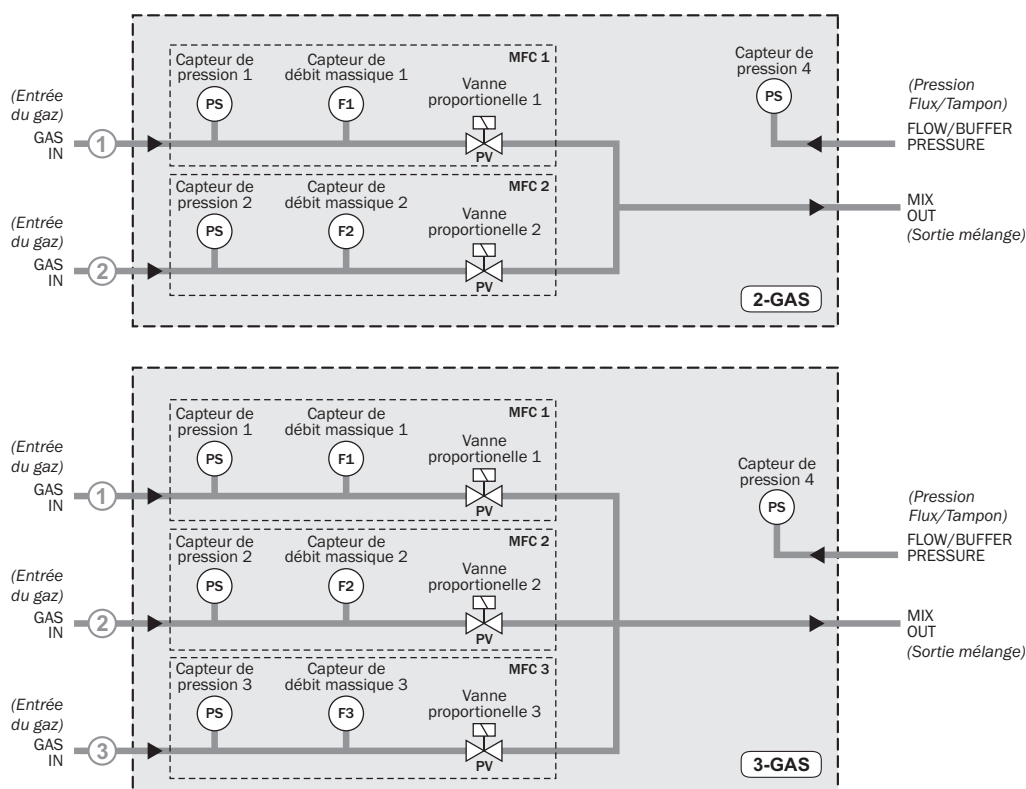 MFC 1
Capteur de
pression 1
Capteur de
débit massique 1
Vanne
proportionelle 1
PS
F1
PV
(Entrée
du gaz)
GAS
IN
1
MFC 2
Capteur de
pression 2
Capteur de
débit massique 2
Vanne
proportionelle 2
PS
F2
PV
(Entrée
du gaz)
GAS
IN
2
Capteur de
pression 4
PS
(Pression
Flux/Tampon)
FLOW/BUFFER
PRESSURE
MIX
OUT
(Sortie mélange)
2-GAS
MFC 1
Capteur de
pression 1
Capteur de
débit massique 1
Vanne
proportionelle 1
PS
F1
PV
(Entrée
du gaz)
GAS
IN
1
MFC 2
Capteur de
pression 2
Capteur de
débit massique 2
Vanne
proportionelle 2
PS
F2
PV
(Entrée
du gaz)
GAS
IN
2
MFC 3
Capteur de
pression 3
Capteur de
débit massique 3
Vanne
proportionelle 3
PS
F3
PV
(Entrée
du gaz)
GAS
IN
3
Capteur de
pression 4
PS
(Pression
Flux/Tampon)
FLOW/BUFFER
PRESSURE
MIX
OUT
(Sortie mélange)
3-GAS